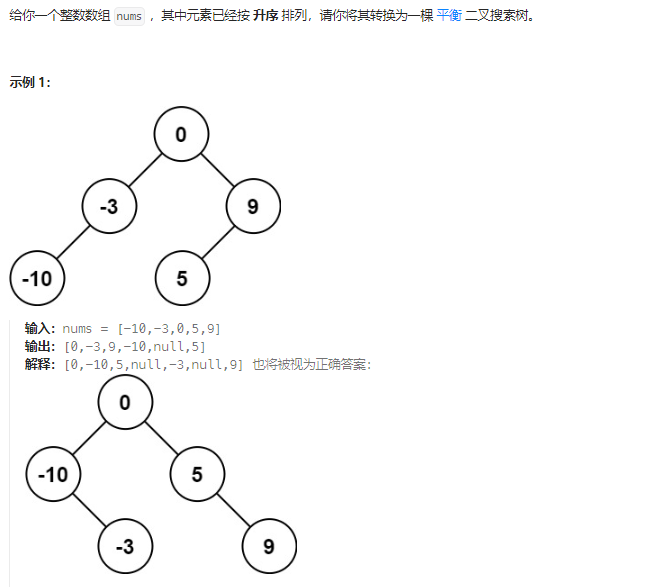 给你一个整数数组 nums ，其中元素已经按 升序 排列，请你将其转换为一棵 平衡 二叉搜索树。
示例 1：
0
-3
9
-10
5
输入：nums = [-10,-3,0,5,9]
输出：[0,-3,9,-10,null,5]
解释：[0,-10,5,null,-3,null,9] 也将被视为正确答案：
0
-10
5
-3
9